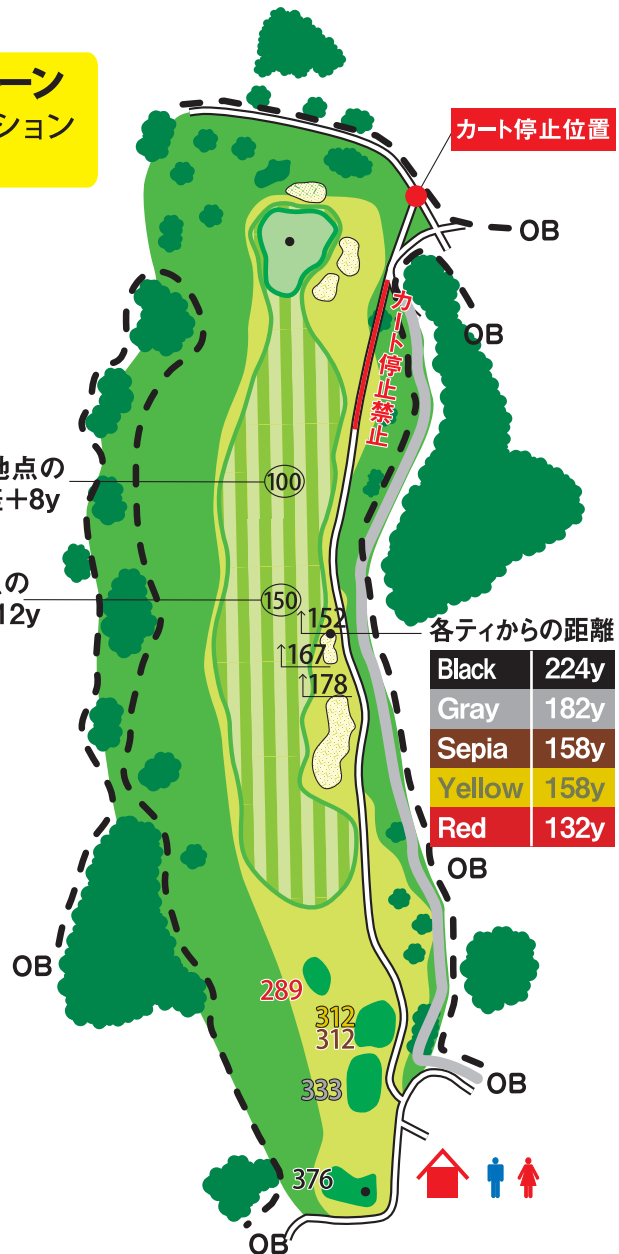 ーン
ション
カート停止位置
OB
OB
カート停止禁止
地点の
差+8y
100
の
12y
150
↑152
↑167
↑178
各ティからの距離
Black 224y
Gray 182y
Sepia 158y
Yellow 158y
Red 132y
OB
OB
289
312
312
333
OB
376
OB